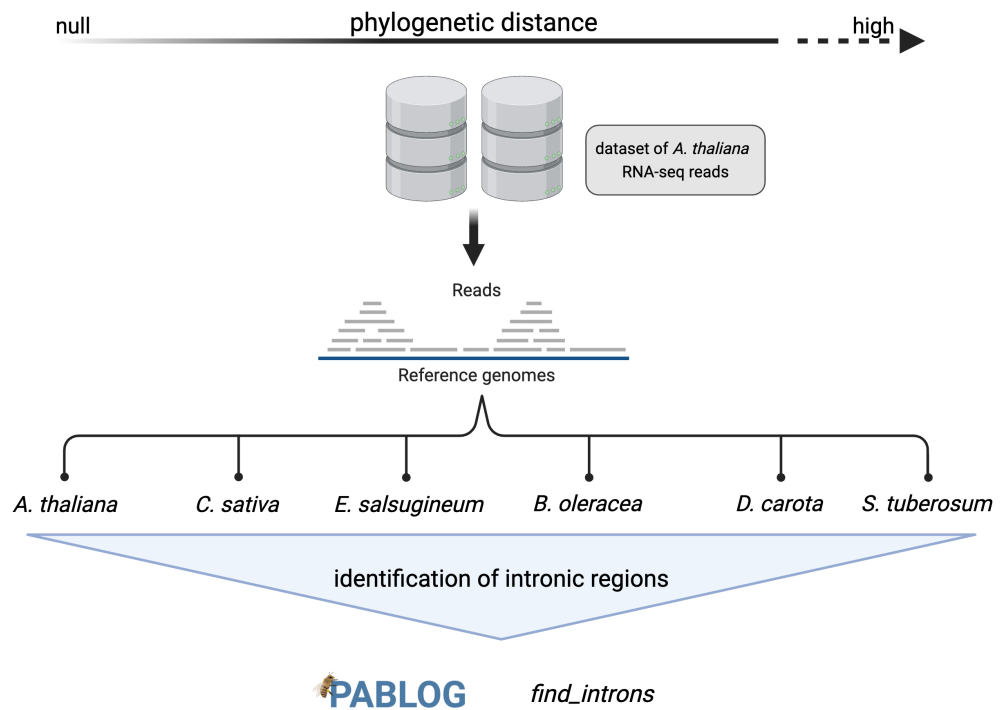 null phylogenetic distance high
dataset of A. thaliana
RNA-seq reads
Reads
Reference genomes
A. thaliana C. sativa E. salsugineum B. oleracea D. carota S. tuberosum
identification of intronic regions
PABLOG find_introns